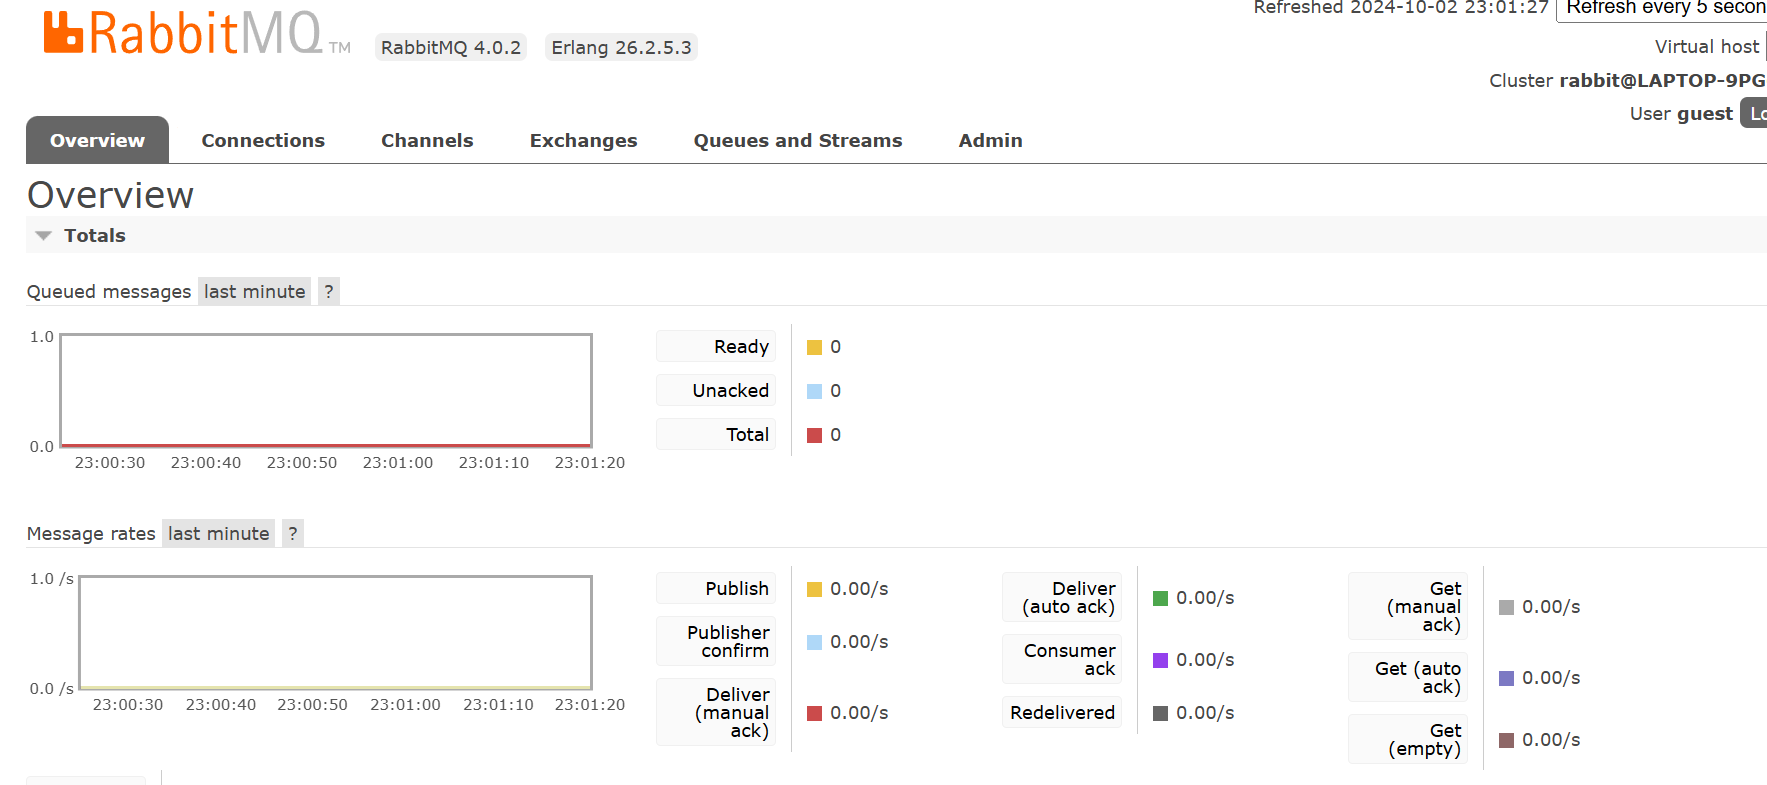 RabbitMQ TM
RabbitMQ 4.0.2 Erlang 26.2.5.3
Refreshed 2024-10-02 23:01:27 Refresh every 5 secon
Virtual host
Cluster rabbit@LAPTOP-9PG
User guest Lo
Overview Connections Channels Exchanges Queues and Streams Admin
Overview
Totals
Queued messages last minute ?
1.0
0.0
23:00:30 23:00:40 23:00:50 23:01:00 23:01:10 23:01:20
Ready 0
Unacked 0
Total 0
Message rates last minute ?
1.0 /s
0.0 /s
23:00:30 23:00:40 23:00:50 23:01:00 23:01:10 23:01:20
Publish 0.00/s
Publisher
confirm 0.00/s
Deliver
(manual
ack) 0.00/s
Deliver
(auto ack) 0.00/s
Consumer
ack 0.00/s
Redelivered 0.00/s
Get
(manual
ack) 0.00/s
Get (auto
ack) 0.00/s
Get
(empty) 0.00/s